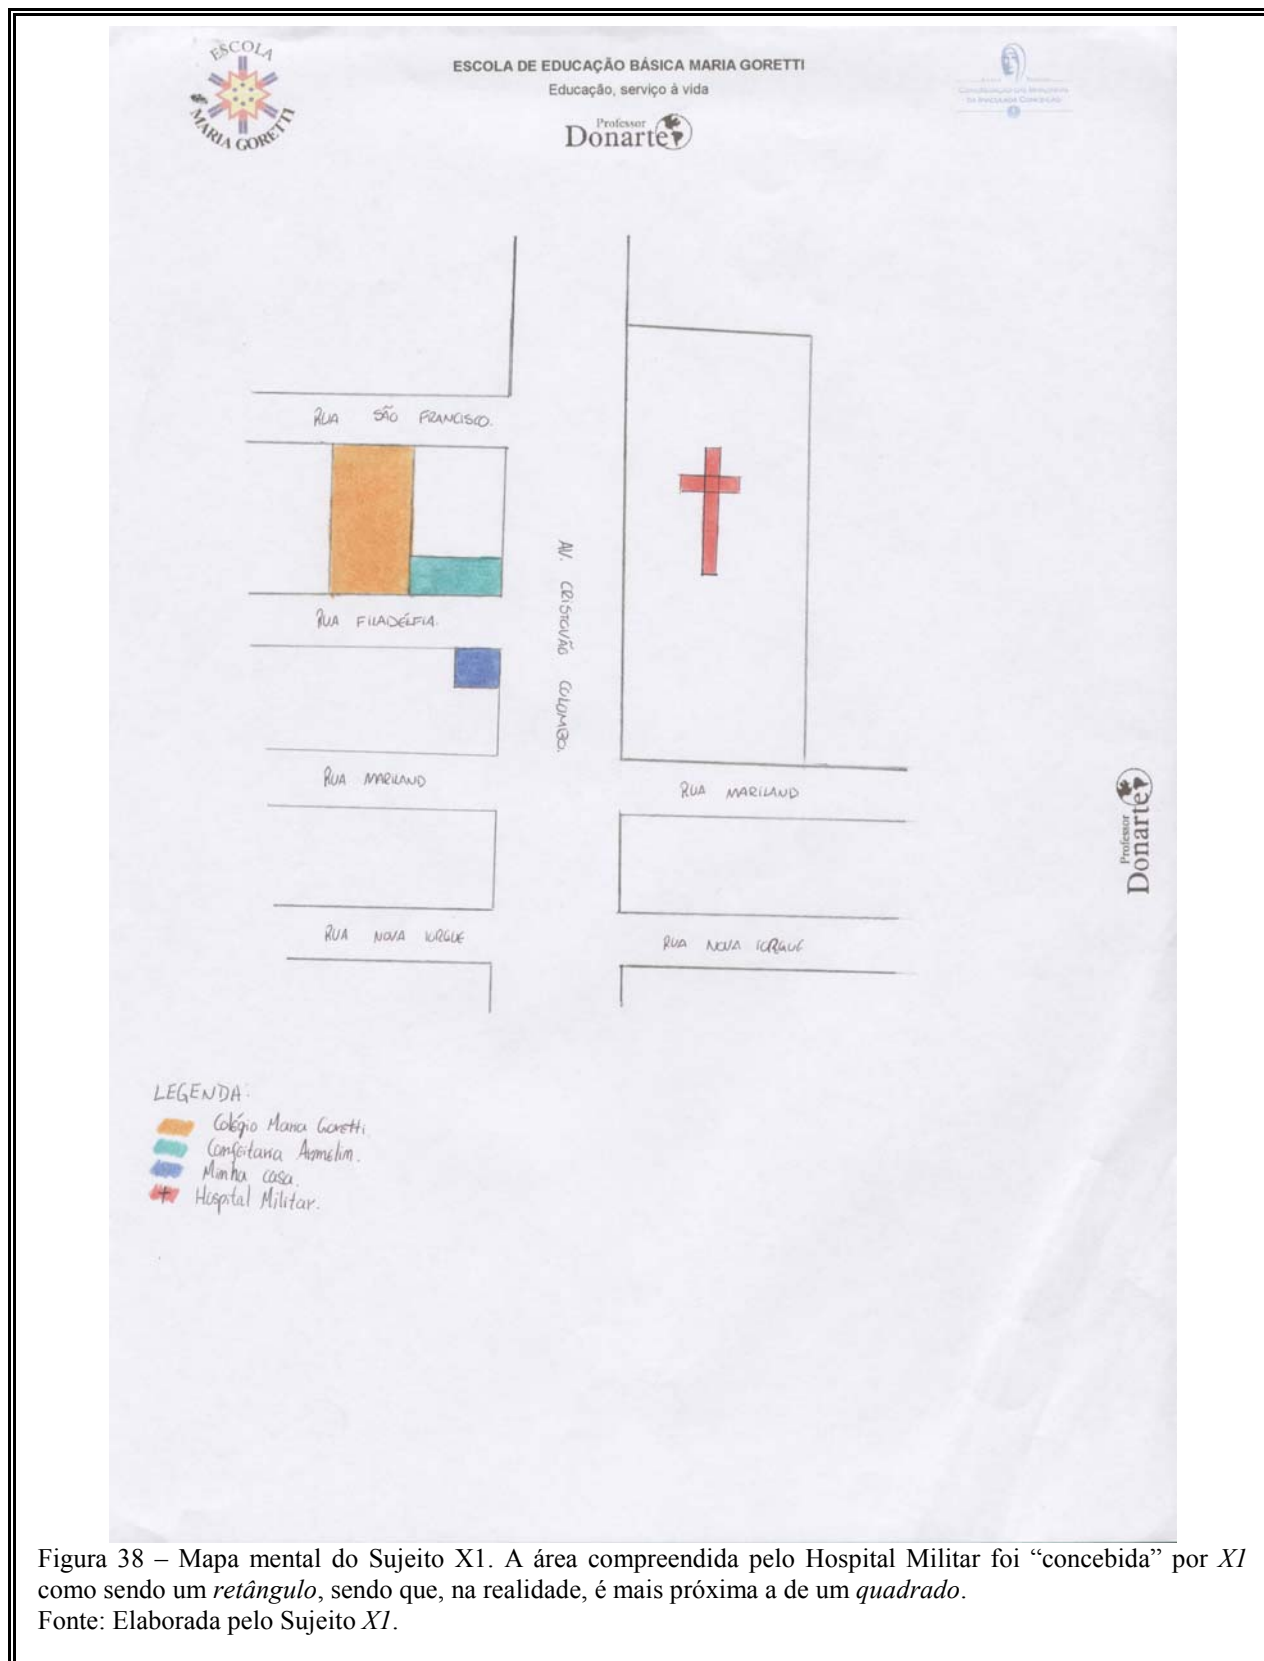 ESCOLA
MARIA GORETTI
ESCOLA DE EDUCAÇÃO BÁSICA MARIA GORETTI
Educação, serviço à vida
Professor
Donarte
RUA SÃO FRANCISCO.
AV. CRISTOVÃO COLOMBO.
RUA FILADÉLFIA.
RUA MARILAND
RUA MARILAND
RUA NOVA IORQUE
RUA NOVA IORQUE
Professor
Donarte
LEGENDA:
Colégio Maria Goretti.
Confeitaria Armelin.
Minha casa.
Hospital Militar.
Figura 38 – Mapa mental do Sujeito X1. A área compreendida pelo Hospital Militar foi “concebida” por X1
como sendo um retângulo, sendo que, na realidade, é mais próxima a de um quadrado.
Fonte: Elaborada pelo Sujeito X1.